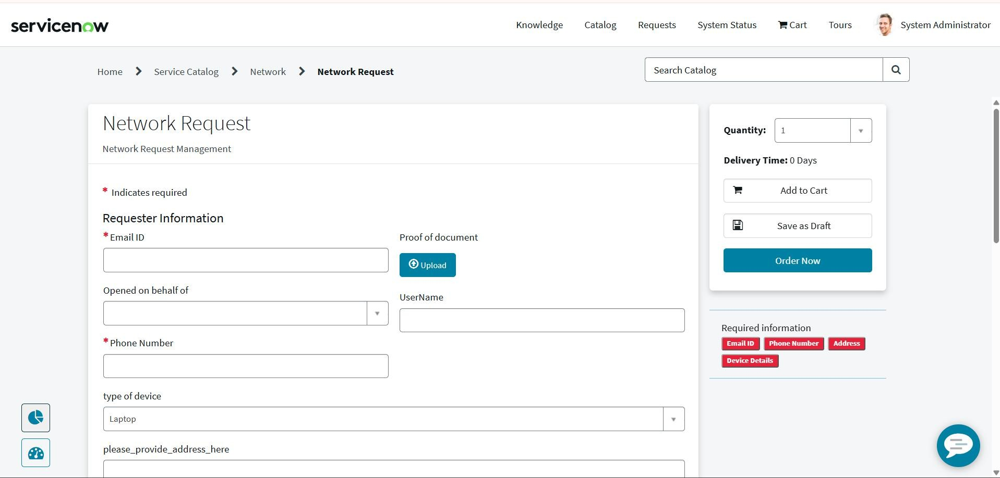 servicenow
Knowledge
Catalog
Requests
System Status
Cart
Tours
System Administrator
Home
Service Catalog
Network
Network Request
Search Catalog
Network Request
Network Request Management
* Indicates required
Requester Information
* Email ID
Proof of document
Upload
Opened on behalf of
UserName
* Phone Number
type of device
Laptop
please_provide_address_here
Quantity:
1
Delivery Time: 0 Days
Add to Cart
Save as Draft
Order Now
Required information
Email ID
Phone Number
Address
Device Details